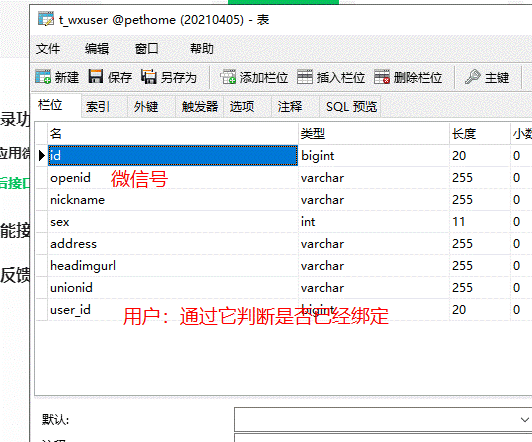 t_wxuser @pethome (20210405) - 表
文件 编辑 窗口 帮助
新建 保存 另存为 添加栏位 插入栏位 删除栏位 主键
栏位 索引 外键 触发器 选项 注释 SQL 预览
名 类型 长度 小数
id bigint 20 0
openid 微信号 varchar 255 0
nickname varchar 255 0
sex int 11 0
address varchar 255 0
headimgurl varchar 255 0
unionid varchar 255 0
user_id 用户：通过它判断是否已经绑定 bigint 20 0
默认:
录功
应用微
后接口
能接
反馈